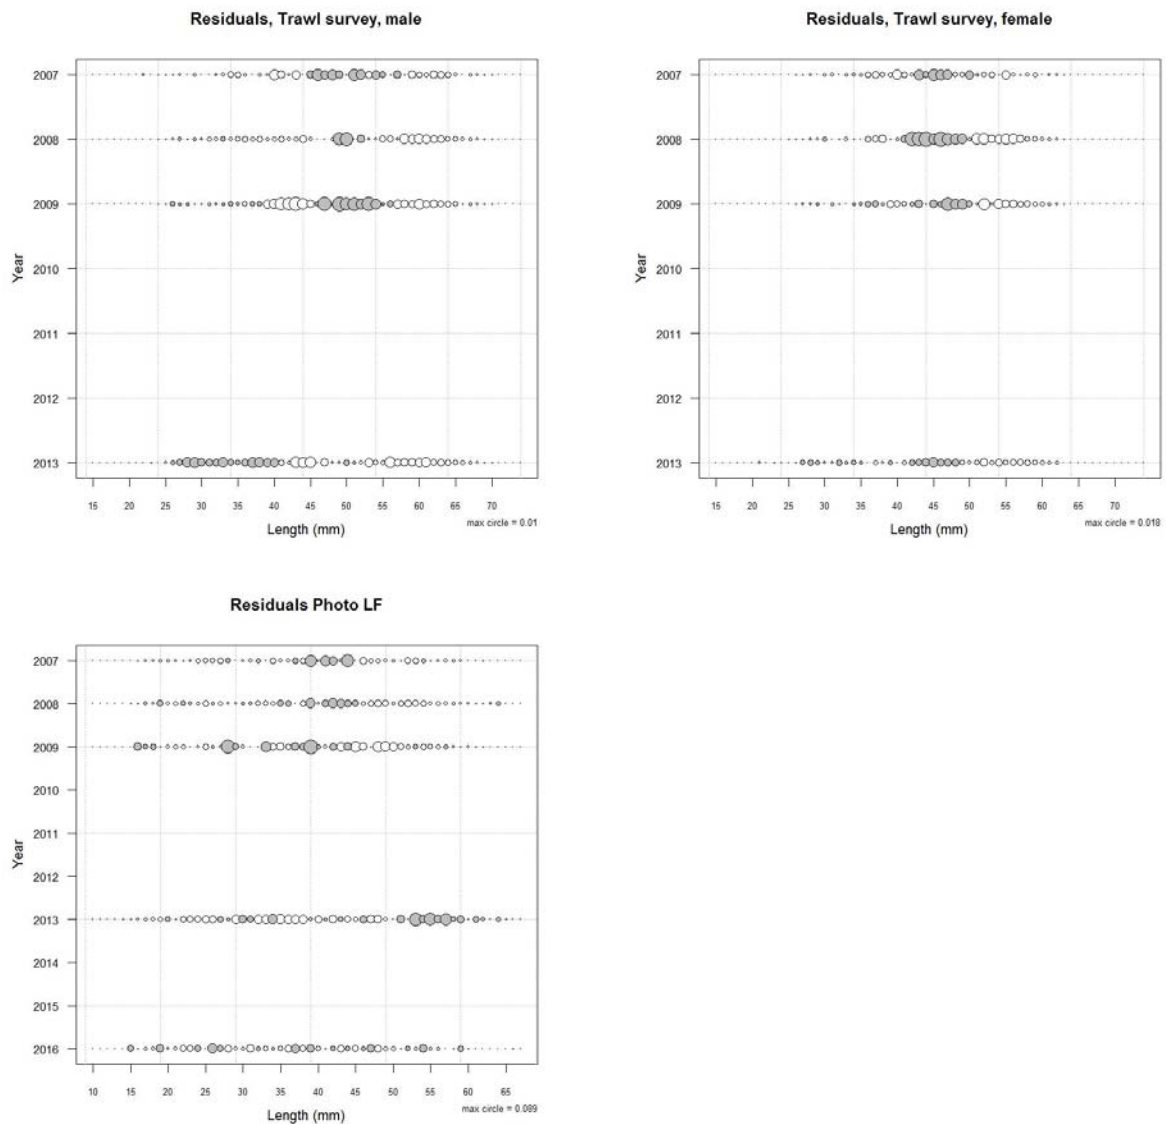 Residuals, Trawl survey, male
Year
2007
2008
2009
2010
2011
2012
2013
15 20 25 30 35 40 45 50 55 60 65 70
max circle = 0.01
Length (mm)
Residuals, Trawl survey, female
Year
2007
2008
2009
2010
2011
2012
2013
15 20 25 30 35 40 45 50 55 60 65 70
max circle = 0.018
Length (mm)
Residuals Photo LF
Year
2007
2008
2009
2010
2011
2012
2013
2014
2015
2016
10 15 20 25 30 35 40 45 50 55 60 65
max circle = 0.089
Length (mm)